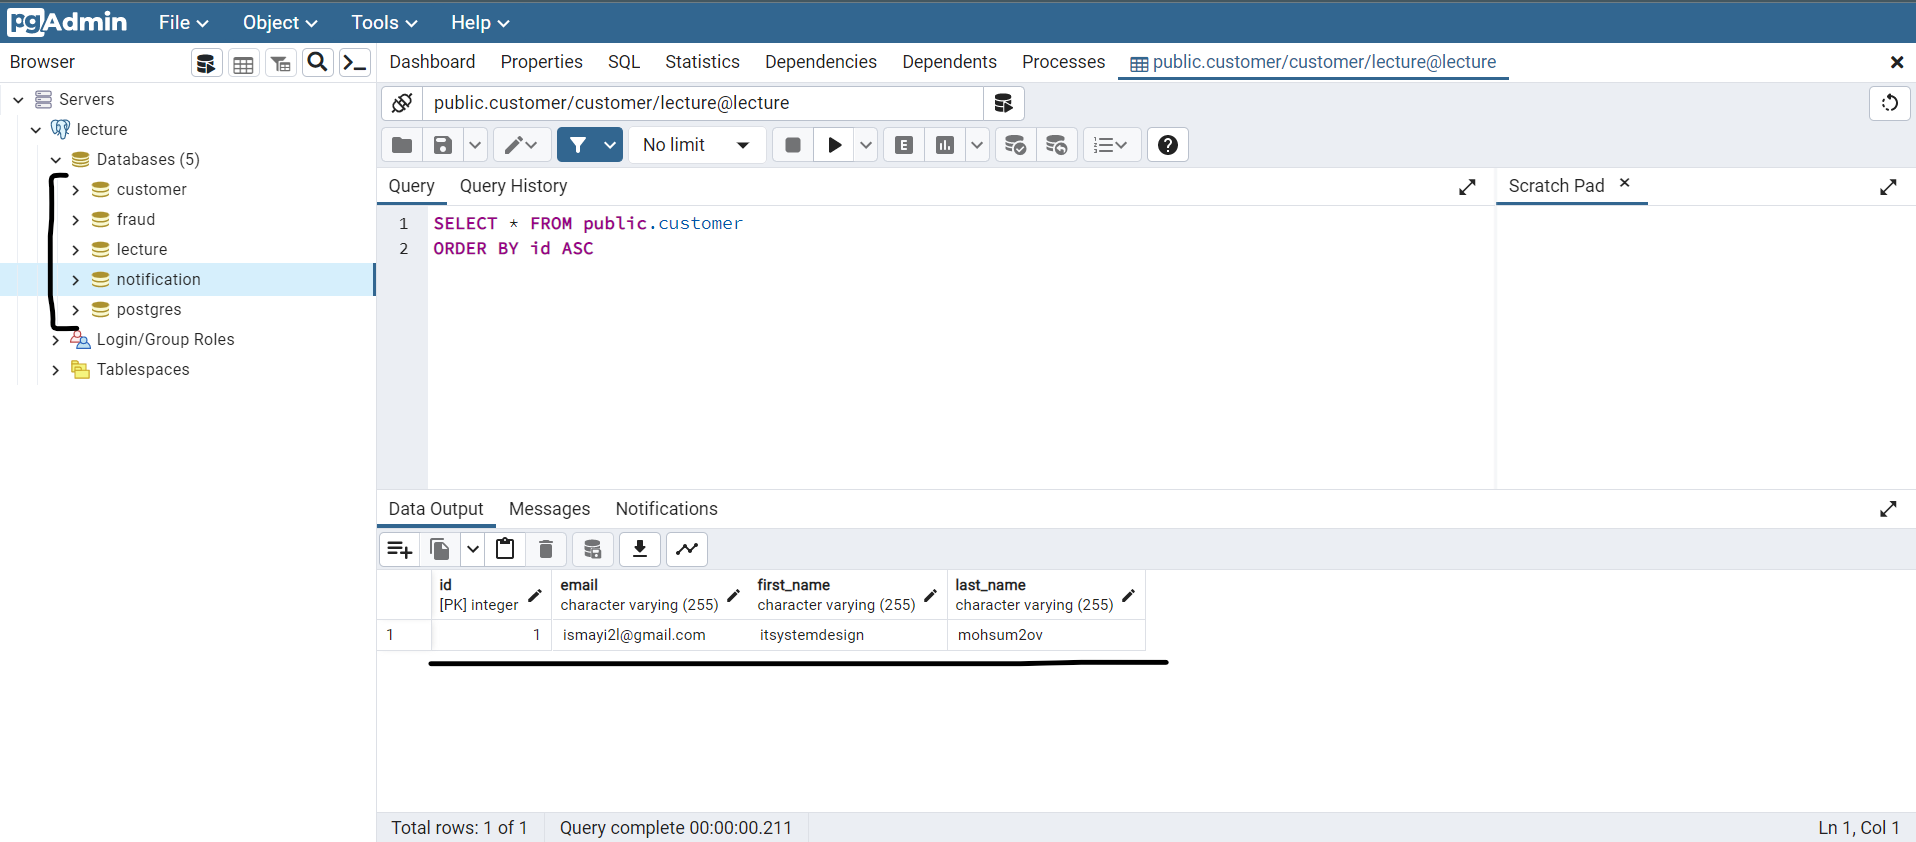 pgAdmin File Object Tools Help
Browser
Dashboard Properties SQL Statistics Dependencies Dependents Processes public.customer/customer/lecture@lecture
Servers
lecture
Databases (5)
customer
fraud
lecture
notification
postgres
Login/Group Roles
Tablespaces
public.customer/customer/lecture@lecture
No limit
Query Query History
Scratch Pad
1 SELECT * FROM public.customer
2 ORDER BY id ASC
Data Output Messages Notifications
id email first_name last_name
[PK] integer character varying (255) character varying (255) character varying (255)
1 1 ismayi2l@gmail.com itsystemdesign mohsum2ov
Total rows: 1 of 1 Query complete 00:00:00.211 Ln 1, Col 1